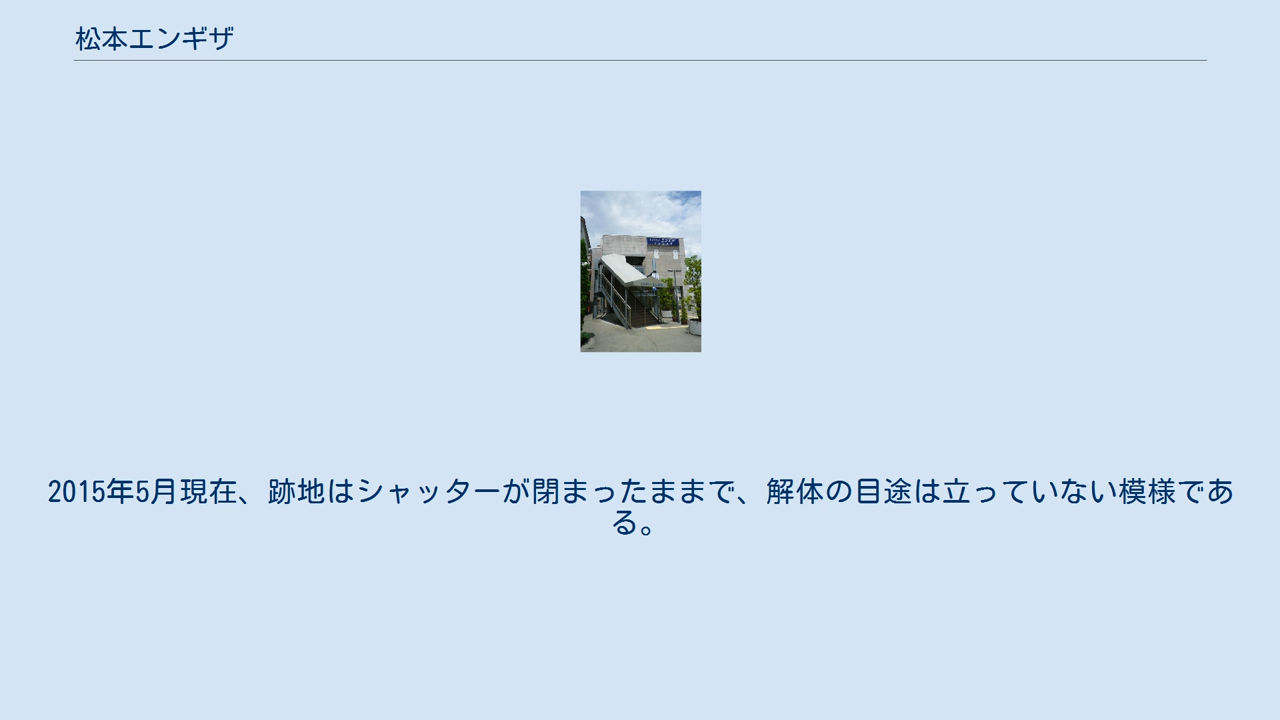 松本エンギザ
2015年5月現在、跡地はシャッターが閉まったままで、解体の目途は立っていない模様であ
る。